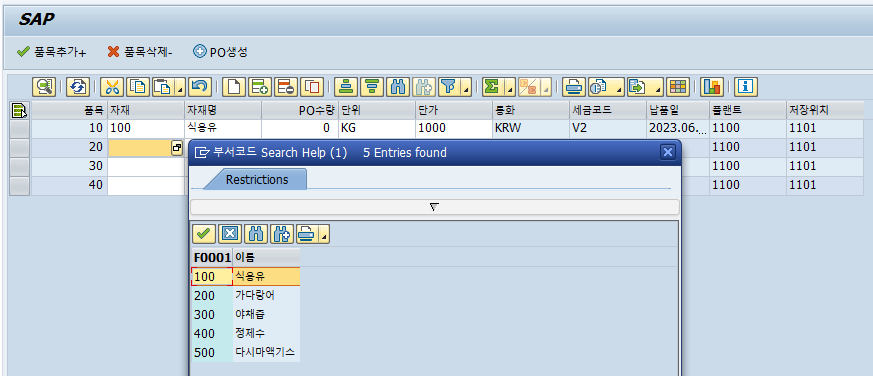 SAP
품목추가+ 품목삭제- PO생성
품목 자재 자재명 PO수량 단위 단가 통화 세금코드 납품일 플랜트 저장위치
10 100 식용유 0 KG 1000 KRW V2 2023.06.... 1100 1101
20 1100 1101
30 1100 1101
40 1100 1101
부서코드 Search Help (1) 5 Entries found
Restrictions
F0001 이름
100 식용유
200 가다랑어
300 야채즙
400 정제수
500 다시마맥기스